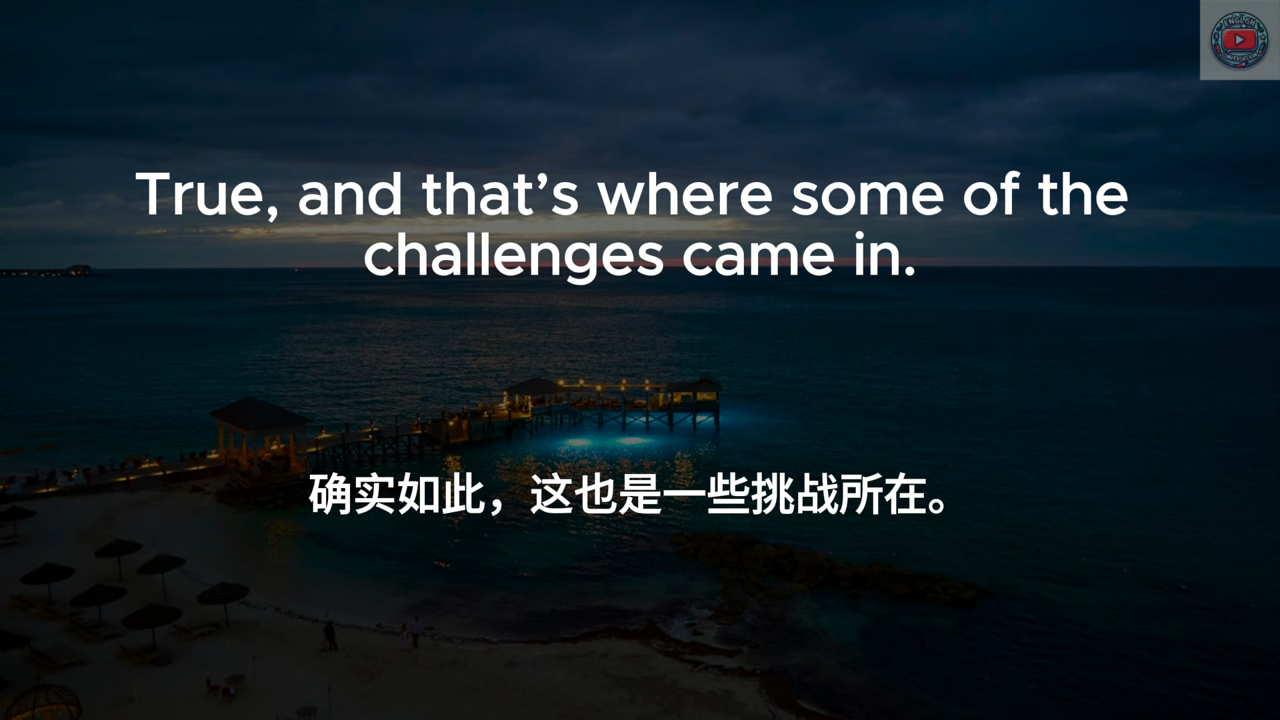 True, and that’s where some of the
challenges came in.
确实如此，这也是一些挑战所在。